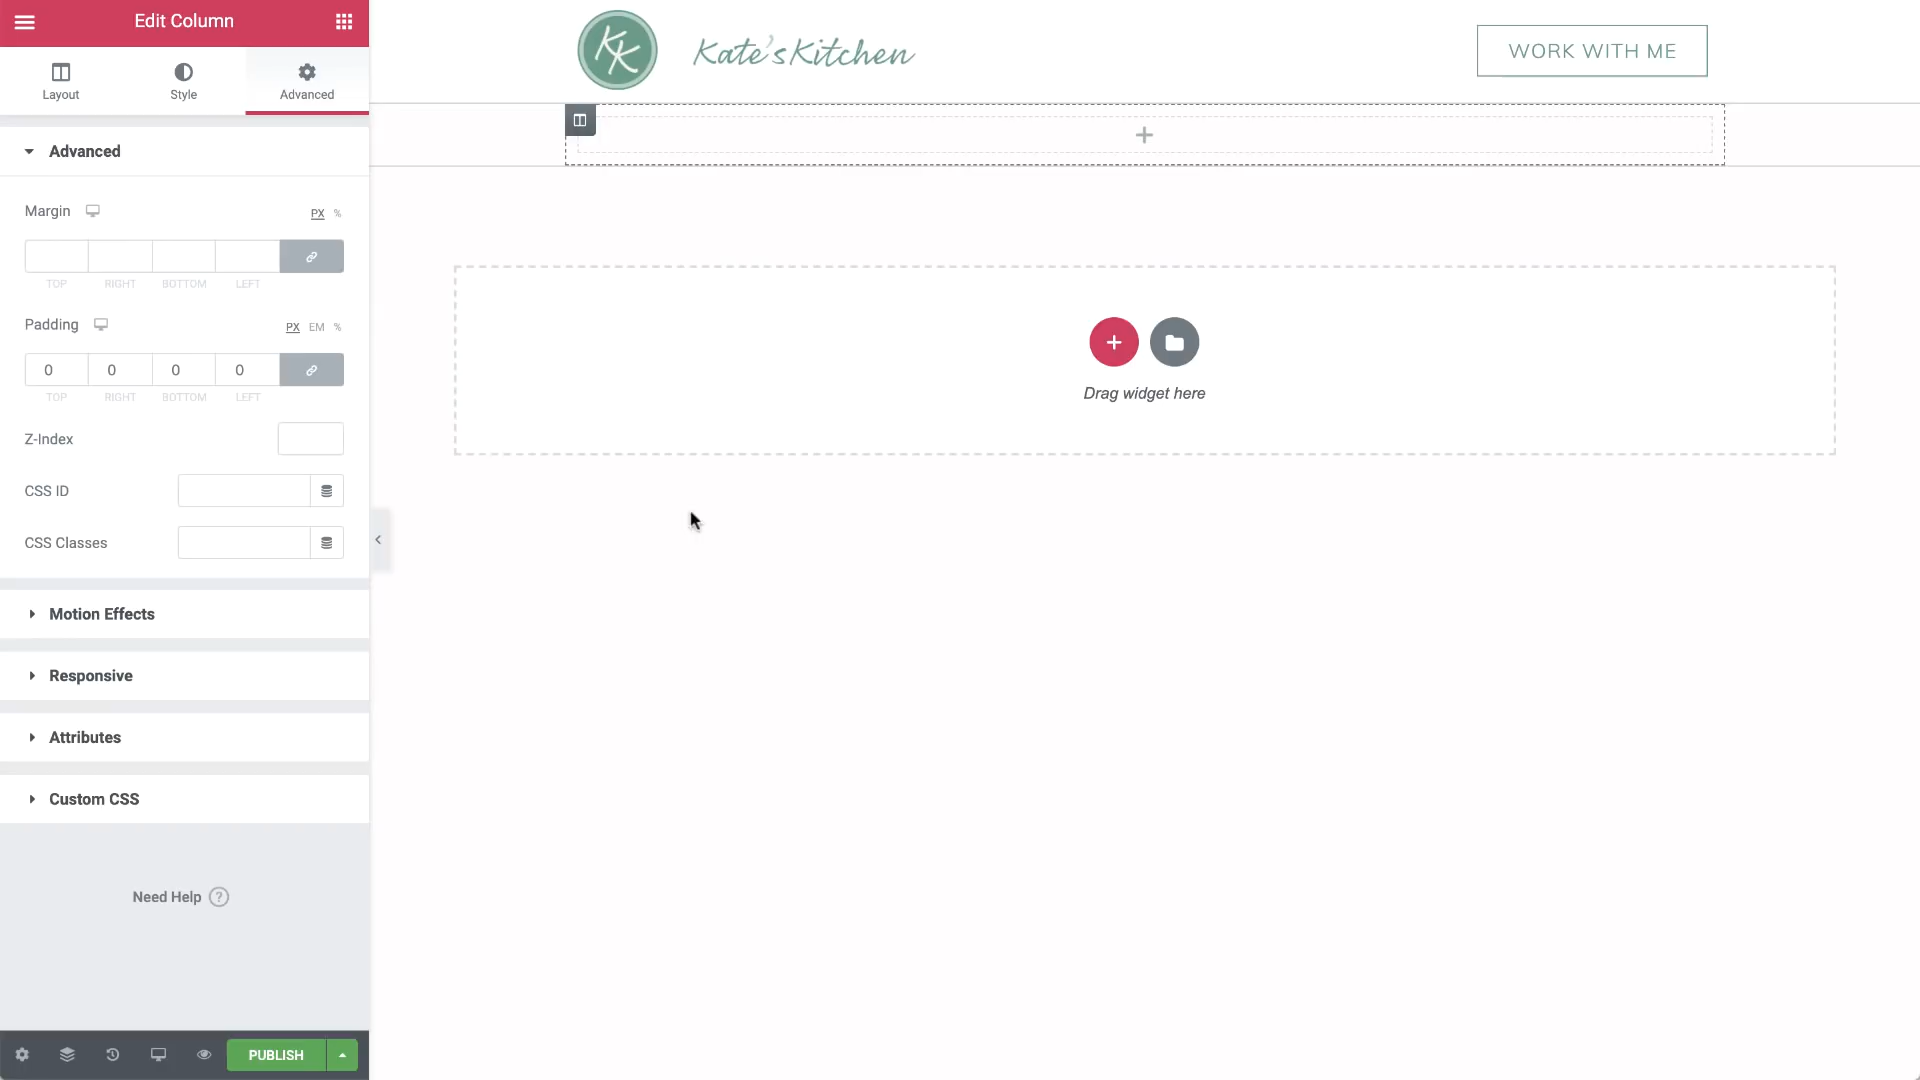 Edit Column
Layout
Style
Advanced
Advanced
Margin
PX %
TOP RIGHT BOTTOM LEFT
Padding
PX EM %
0 0 0 0
TOP RIGHT BOTTOM LEFT
Z-Index
CSS ID
CSS Classes
Motion Effects
Responsive
Attributes
Custom CSS
Need Help ?
PUBLISH
KK
Kate's Kitchen
WORK WITH ME
Drag widget here